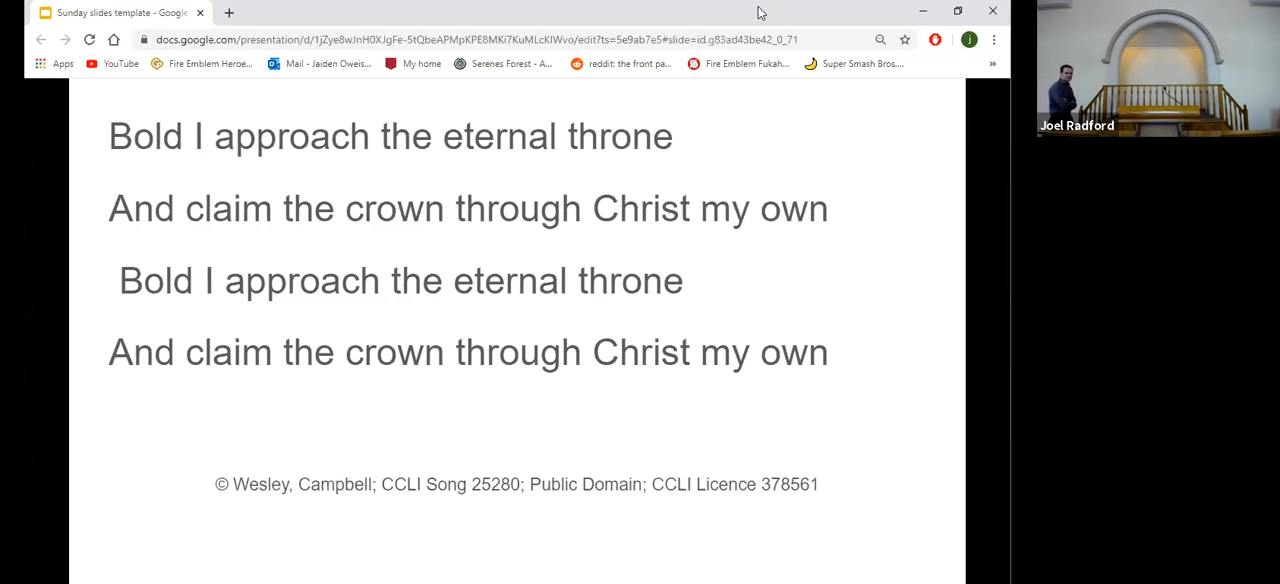 Sunday slides template - Google
docs.google.com/presentation/d/1jZye8wJnH0XJgFe-5tQbeAPMpKPE8MKi7KuMLcKlWvo/edit?ts=5e9ab7e5#slide=id.g83ad43be42_0_71
j
Apps YouTube Fire Emblem Heroe... Mail - Jaiden Oweis... My home Serenes Forest - A... reddit: the front pa... Fire Emblem Fukah... Super Smash Bros.... »
Joel Radford
Bold I approach the eternal throne
And claim the crown through Christ my own
Bold I approach the eternal throne
And claim the crown through Christ my own
© Wesley, Campbell; CCLI Song 25280; Public Domain; CCLI Licence 378561